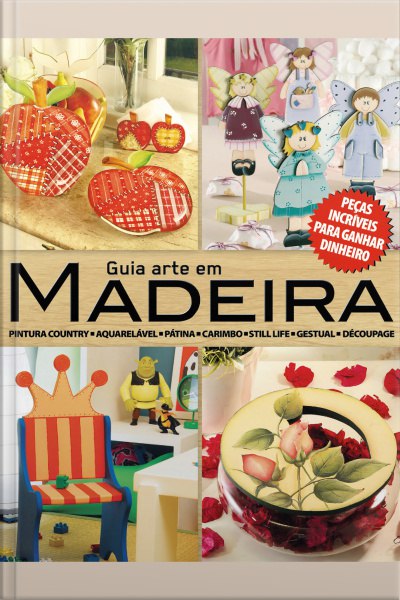 PEÇAS
INCRÍVEIS
PARA GANHAR
DINHEIRO
Guia arte em
MADEIRA
PINTURA COUNTRY ▪ AQUARELÁVEL ▪ PÁTINA ▪ CARIMBO ▪ STILL LIFE ▪ GESTUAL ▪ DÉCOUPAGE